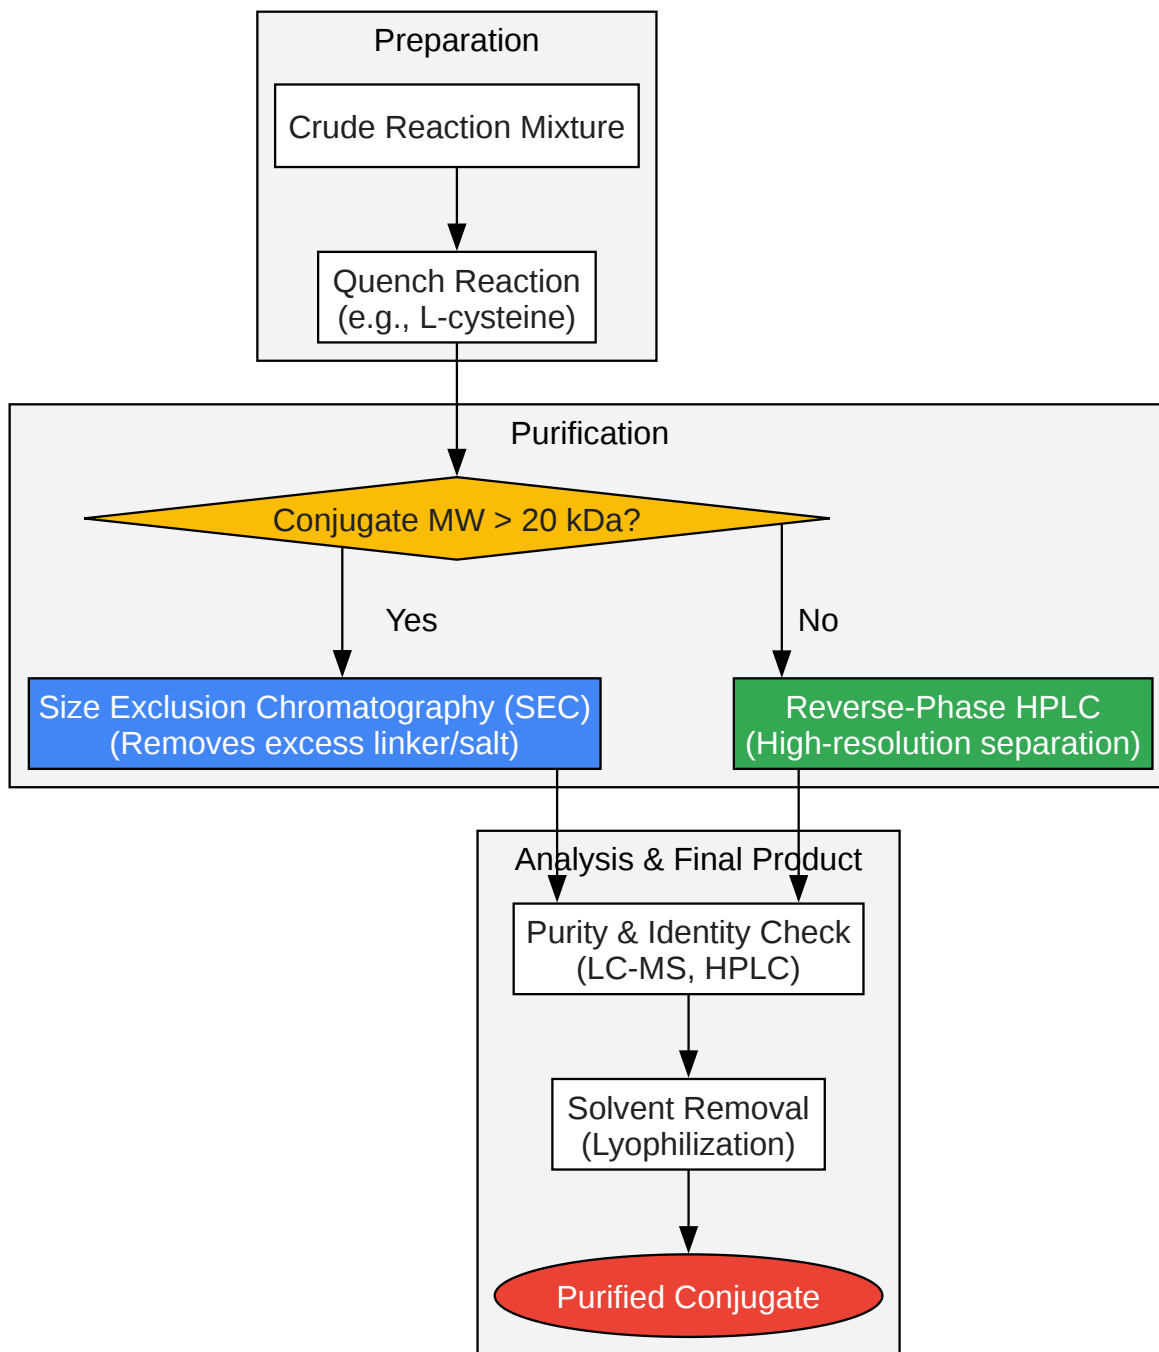 Preparation
Crude Reaction Mixture
Quench Reaction
(e.g., L-cysteine)
Purification
Conjugate MW > 20 kDa?
Yes
No
Size Exclusion Chromatography (SEC)
(Removes excess linker/salt)
Reverse-Phase HPLC
(High-resolution separation)
Analysis & Final Product
Purity & Identity Check
(LC-MS, HPLC)
Solvent Removal
(Lyophilization)
Purified Conjugate